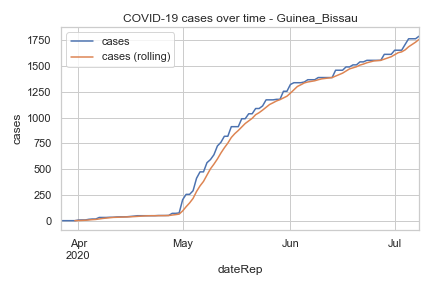 COVID-19 cases over time - Guinea_Bissau
cases
cases (rolling)
1750
1500
1250
1000
750
500
250
0
cases
Apr
2020
May
Jun
Jul
dateRep